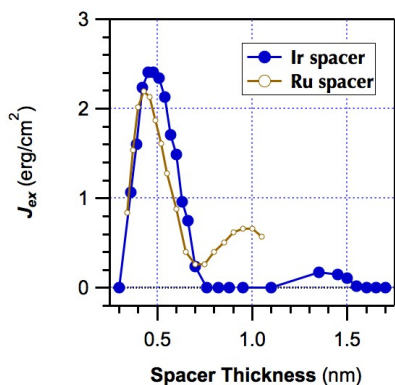 3
2
1
0
J_ex (erg/cm²)
Ir spacer
Ru spacer
0.5 1.0 1.5
Spacer Thickness (nm)